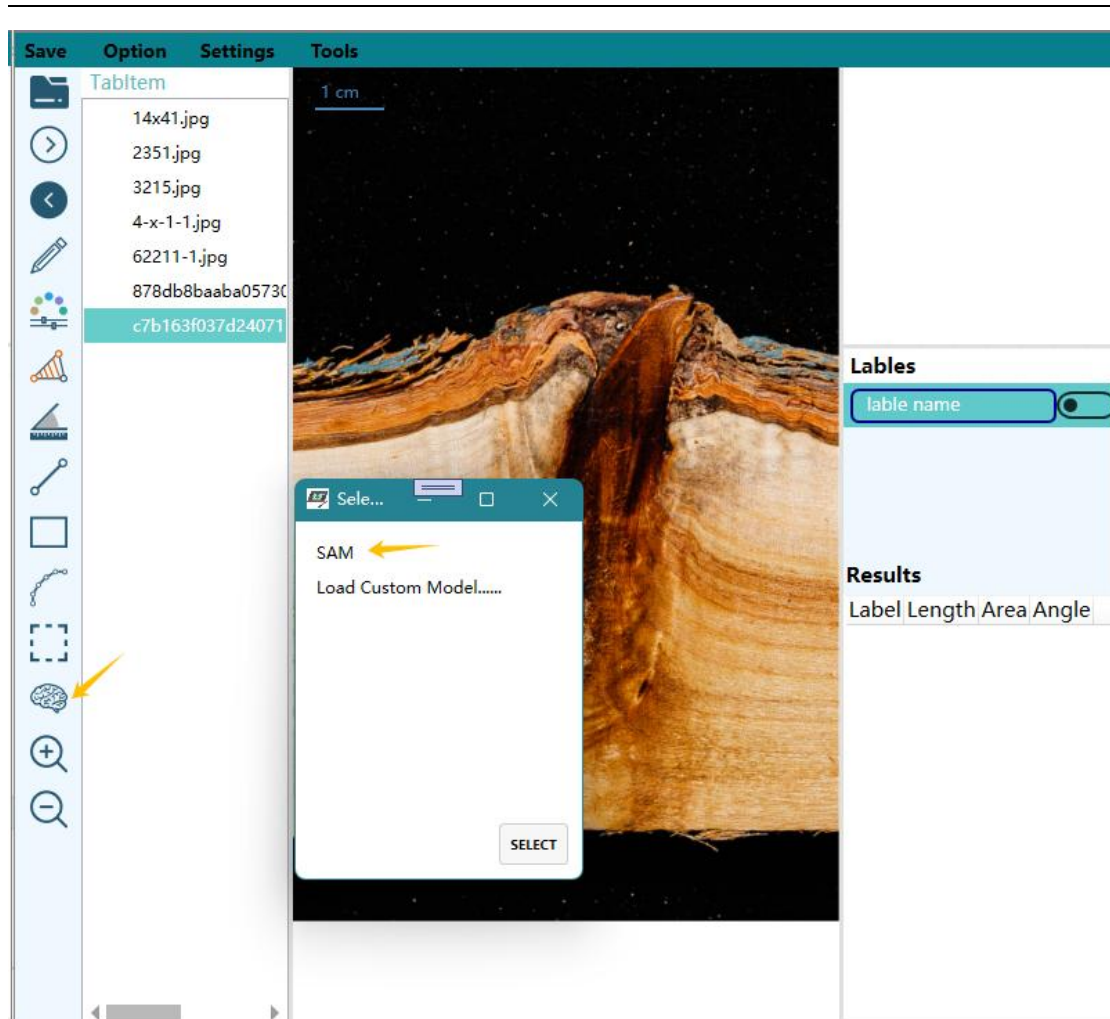 Save Option Settings Tools
TabItem
14x41.jpg
2351.jpg
3215.jpg
4-x-1-1.jpg
62211-1.jpg
878db8baaba05730
c7b163f037d24071
1 cm
Sele...
SAM
Load Custom Model......
SELECT
Lables
lable name
Results
Label Length Area Angle